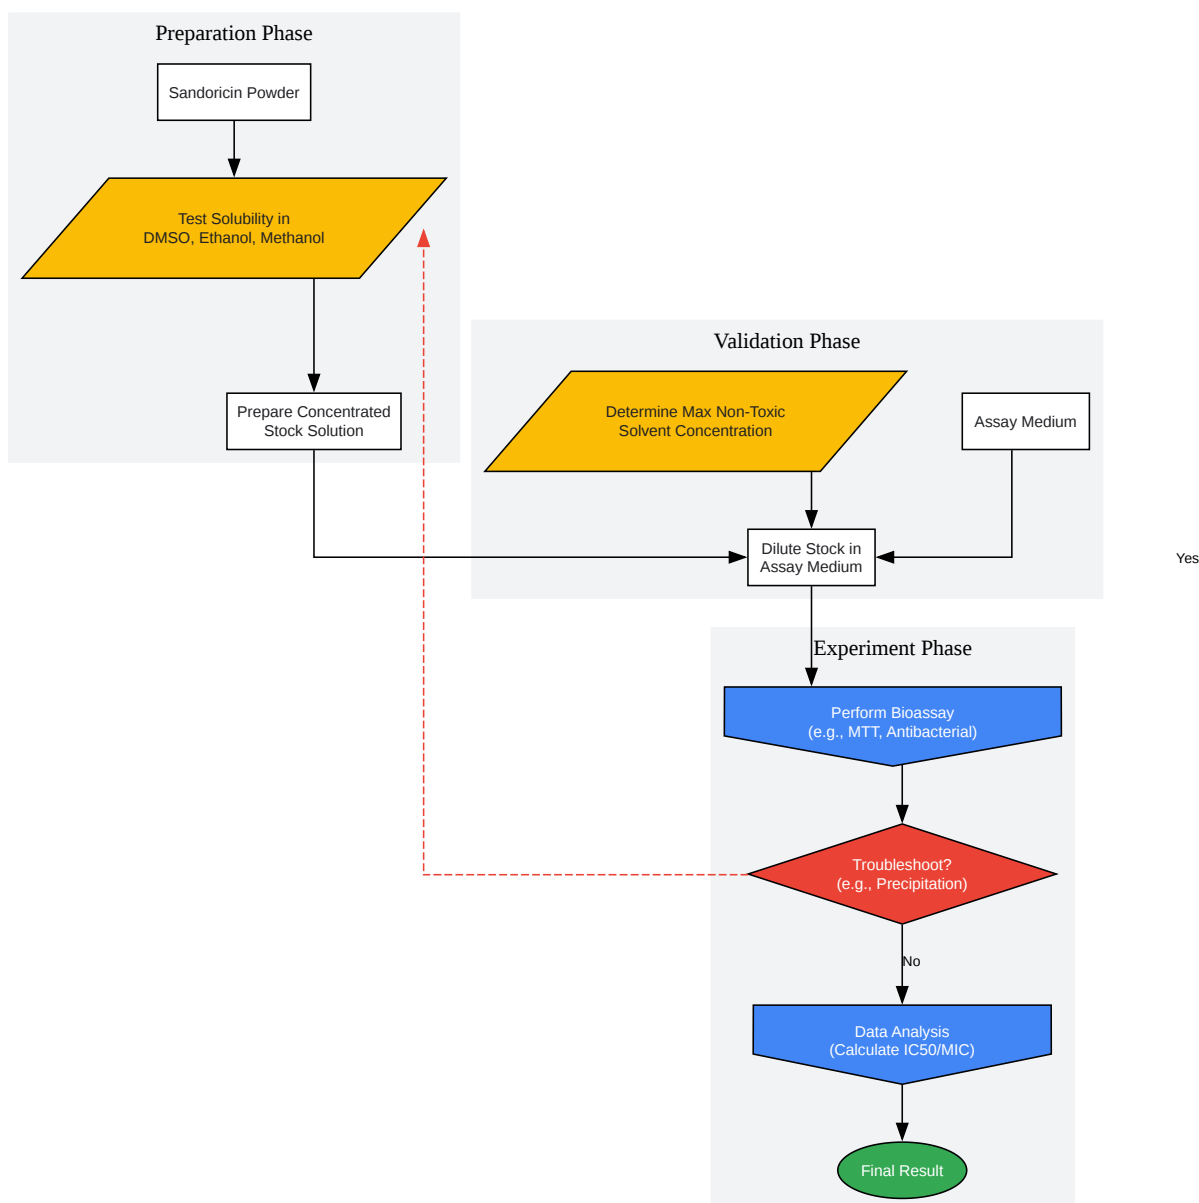 Preparation Phase
Sandoricin Powder
Test Solubility in
DMSO, Ethanol, Methanol
Prepare Concentrated
Stock Solution
Validation Phase
Determine Max Non-Toxic
Solvent Concentration
Assay Medium
Dilute Stock in
Assay Medium
Yes
Experiment Phase
Perform Bioassay
(e.g., MTT, Antibacterial)
Troubleshoot?
(e.g., Precipitation)
No
Data Analysis
(Calculate IC50/MIC)
Final Result